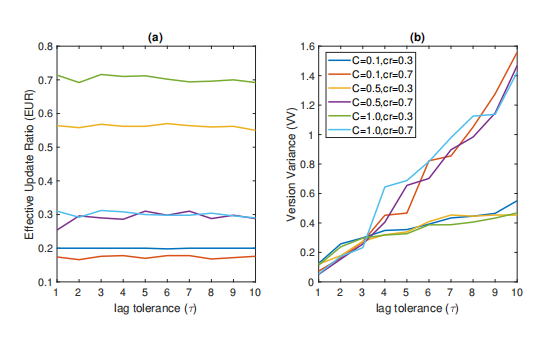 (a)
Effective Update Ratio (EUR)
0.8
0.7
0.6
0.5
0.4
0.3
0.2
0.1
1 2 3 4 5 6 7 8 9 10
lag tolerance (τ)
(b)
Version Variance (VV)
1.6
1.4
1.2
1
0.8
0.6
0.4
0.2
0
C=0.1,cr=0.3
C=0.1,cr=0.7
C=0.5,cr=0.3
C=0.5,cr=0.7
C=1.0,cr=0.3
C=1.0,cr=0.7
1 2 3 4 5 6 7 8 9 10
lag tolerance (τ)